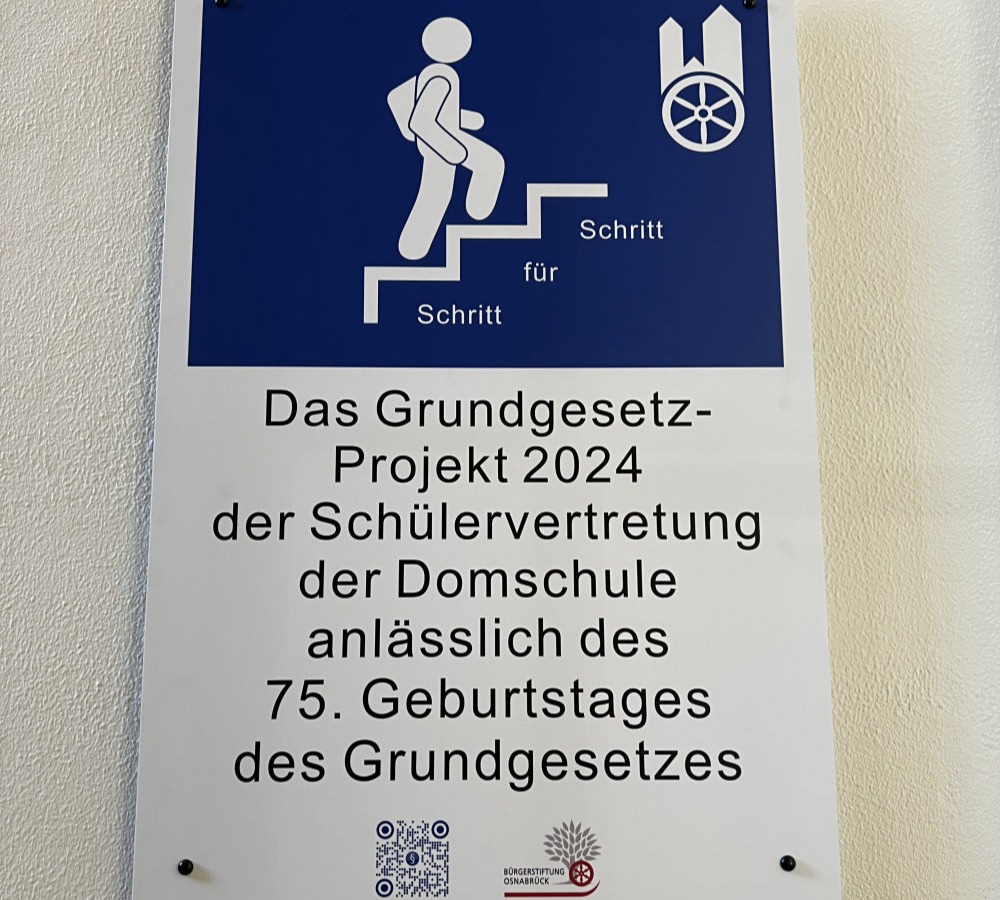 Schritt
für
Schritt
Das Grundgesetz-
Projekt 2024
der Schülervertretung
der Domschule
anlässlich des
75. Geburtstages
des Grundgesetzes
§
BÜRGERSTIFTUNG
OSNABRÜCK